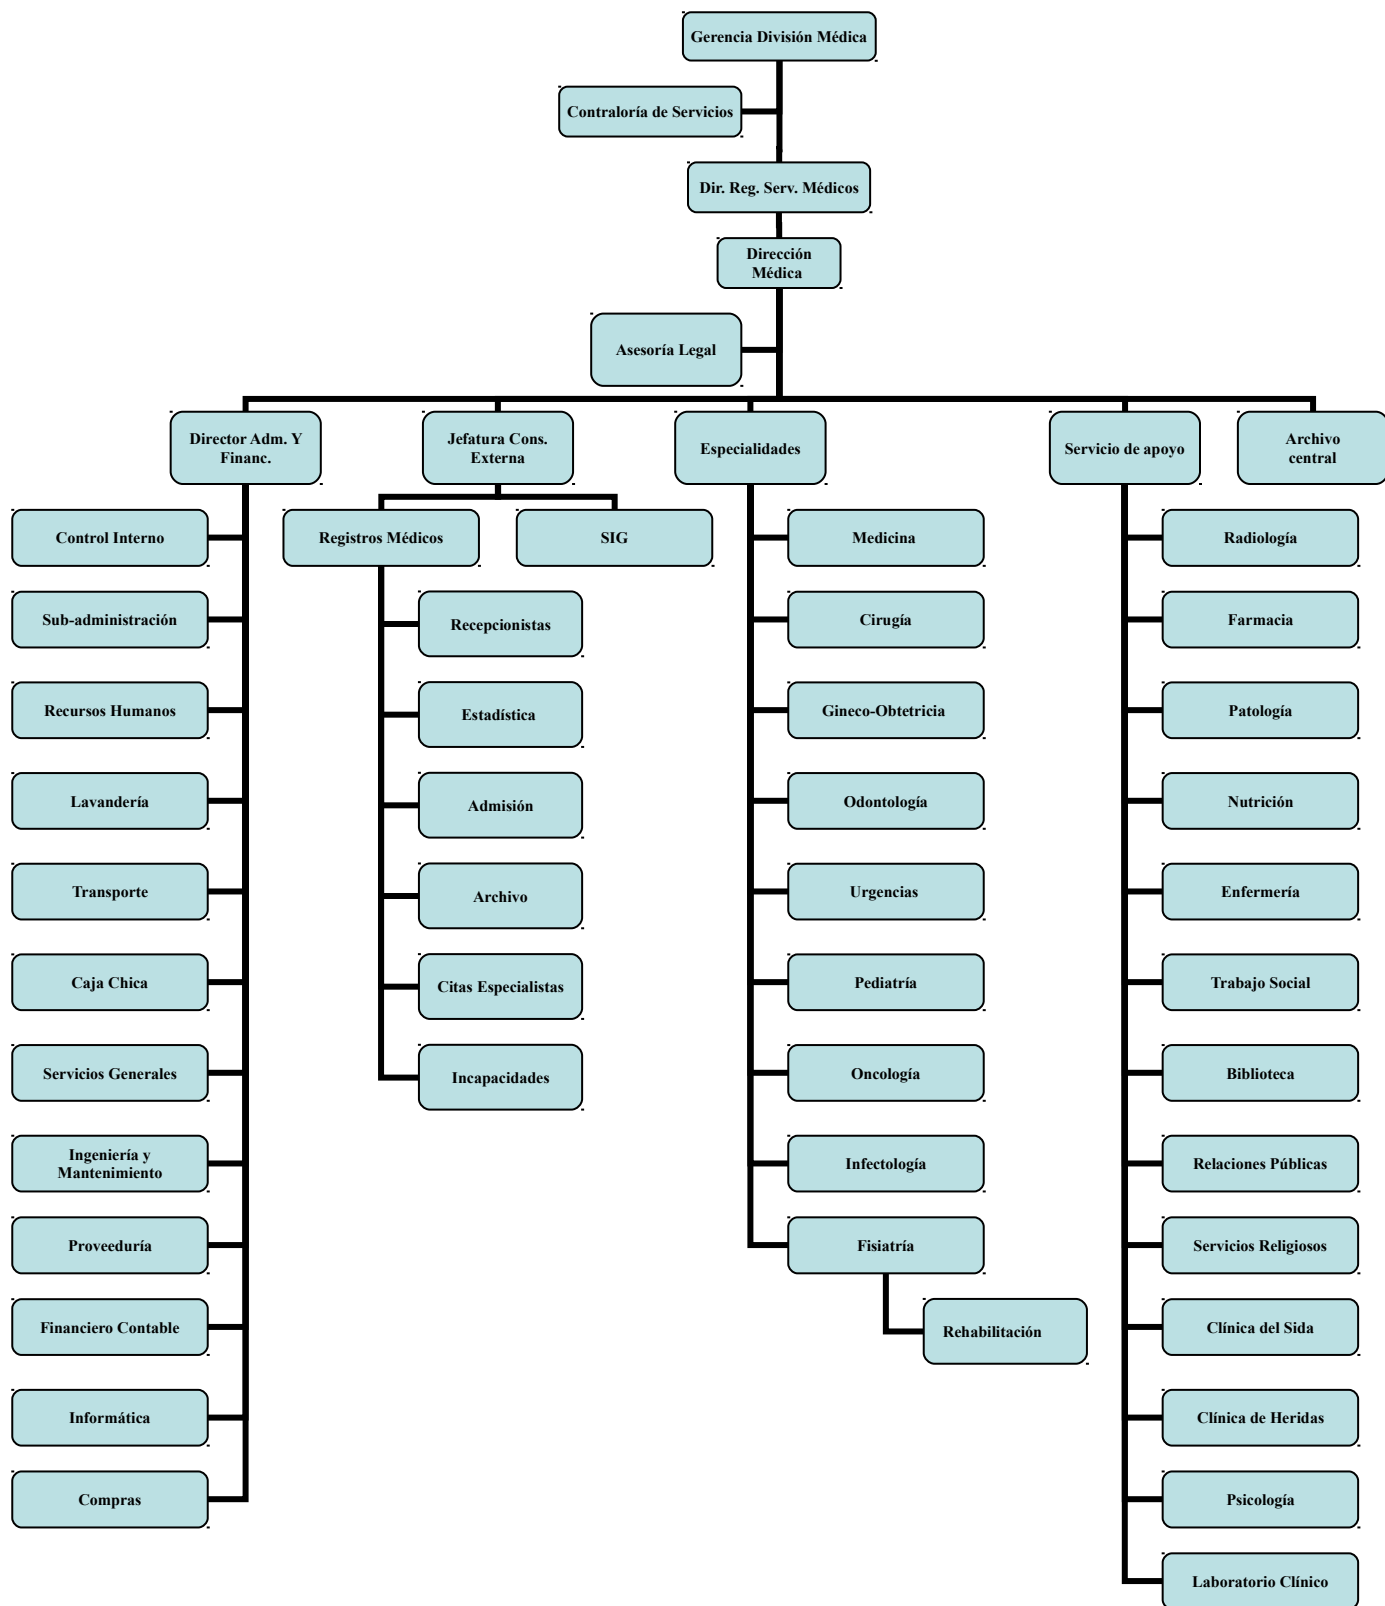 Gerencia División Médica
Contraloría de Servicios
Dir. Reg. Serv. Médicos
Dirección
Médica
Asesoría Legal
Director Adm. Y
Financ.
Jefatura Cons.
Externa
Especialidades
Servicio de apoyo
Archivo
central
Control Interno
Sub-administración
Recursos Humanos
Lavandería
Transporte
Caja Chica
Servicios Generales
Ingeniería y
Mantenimiento
Proveeduría
Financiero Contable
Informática
Compras
Registros Médicos
SIG
Recepcionistas
Estadística
Admisión
Archivo
Citas Especialistas
Incapacidades
Medicina
Cirugía
Gineco-Obtetricia
Odontología
Urgencias
Pediatría
Oncología
Infectología
Fisiatría
Rehabilitación
Radiología
Farmacia
Patología
Nutrición
Enfermería
Trabajo Social
Biblioteca
Relaciones Públicas
Servicios Religiosos
Clínica del Sida
Clínica de Heridas
Psicología
Laboratorio Clínico